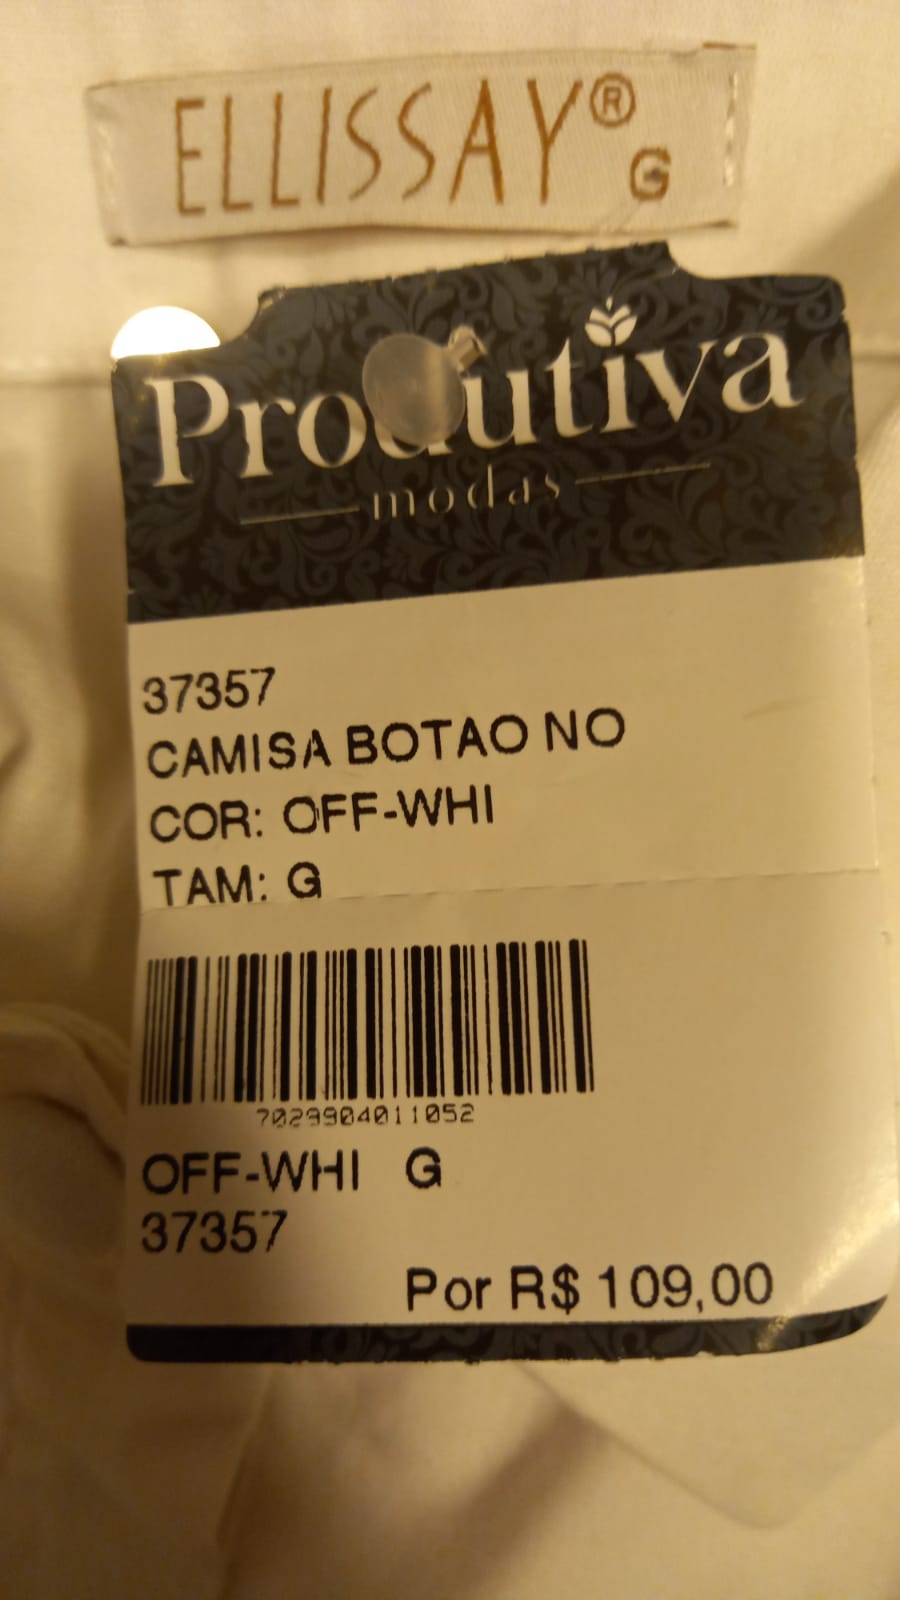 ELLISSAY® G
Produtiva
modas
37357
CAMISA BOTAO NO
COR: OFF-WHI
TAM: G
7029904011052
OFF-WHI G
37357
Por R$ 109,00